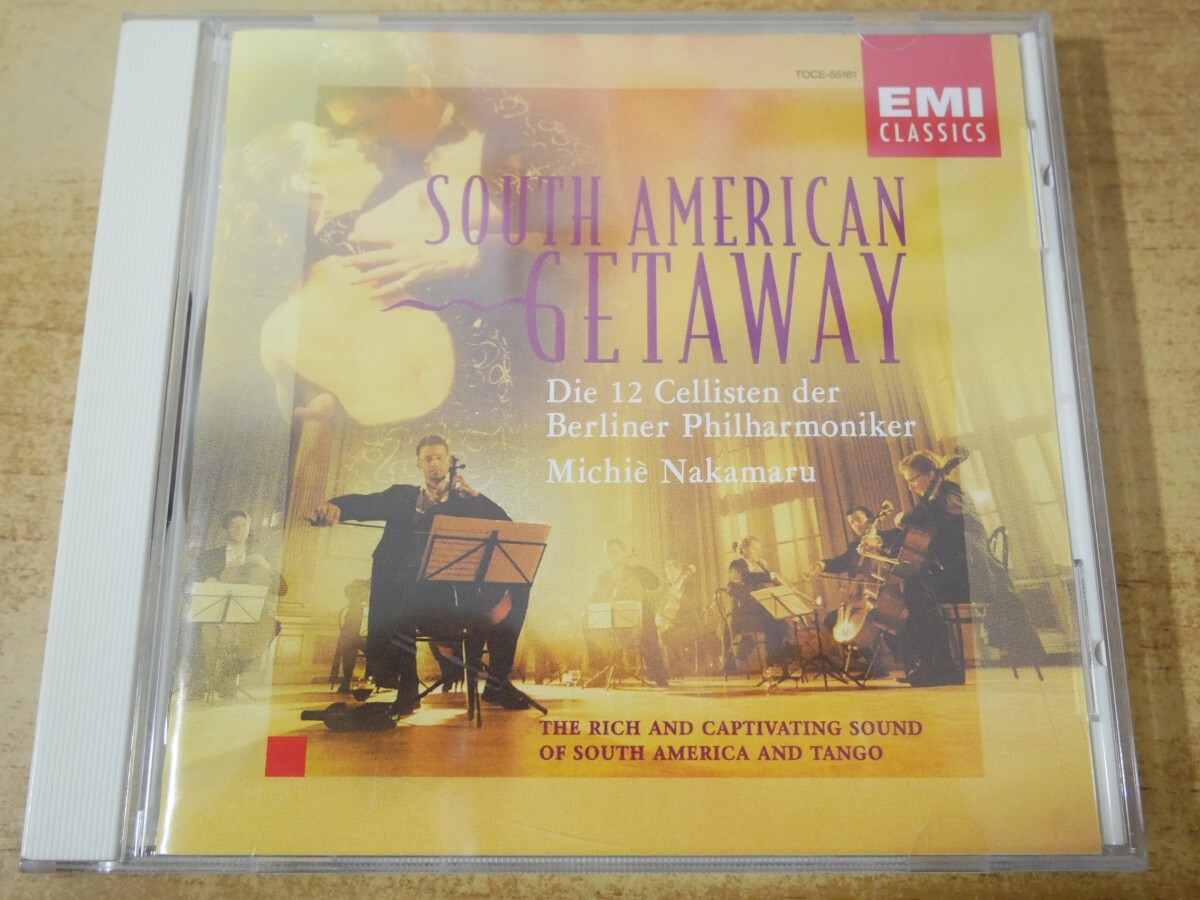 TOCE-55161
EMI
CLASSICS
SOUTH AMERICAN
GETAWAY
Die 12 Cellisten der
Berliner Philharmoniker
Michiè Nakamaru
THE RICH AND CAPTIVATING SOUND
OF SOUTH AMERICA AND TANGO